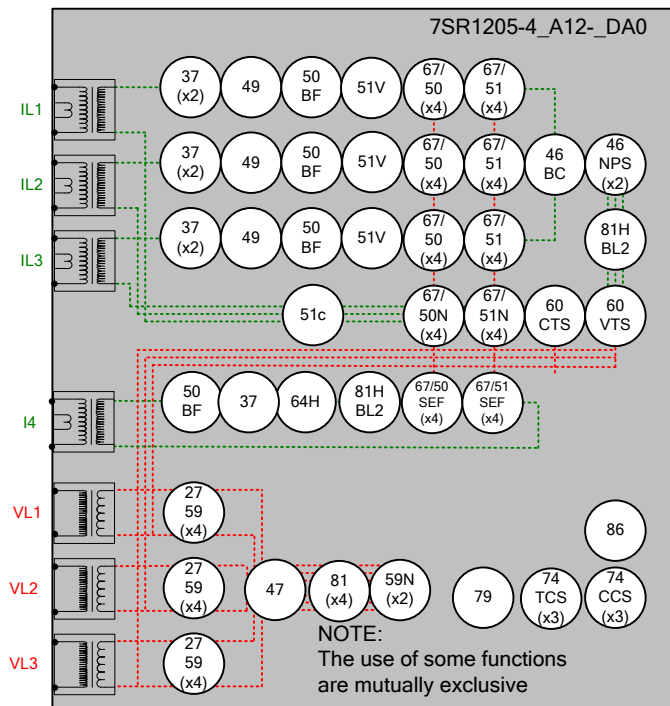 7SR1205-4_A12-_DA0
IL1
37
(x2)
49
50
BF
51V
67/
50
(x4)
67/
51
(x4)
IL2
37
(x2)
49
50
BF
51V
67/
50
(x4)
67/
51
(x4)
46
BC
46
NPS
(x2)
IL3
37
(x2)
49
50
BF
51V
67/
50
(x4)
67/
51
(x4)
81H
BL2
51c
67/
50N
(x4)
67/
51N
(x4)
60
CTS
60
VTS
I4
50
BF
37
64H
81H
BL2
67/50
SEF
(x4)
67/51
SEF
(x4)
VL1
27
59
(x4)
86
VL2
27
59
(x4)
47
81
(x4)
59N
(x2)
79
74
TCS
(x3)
74
CCS
(x3)
VL3
27
59
(x4)
NOTE:
The use of some functions
are mutually exclusive